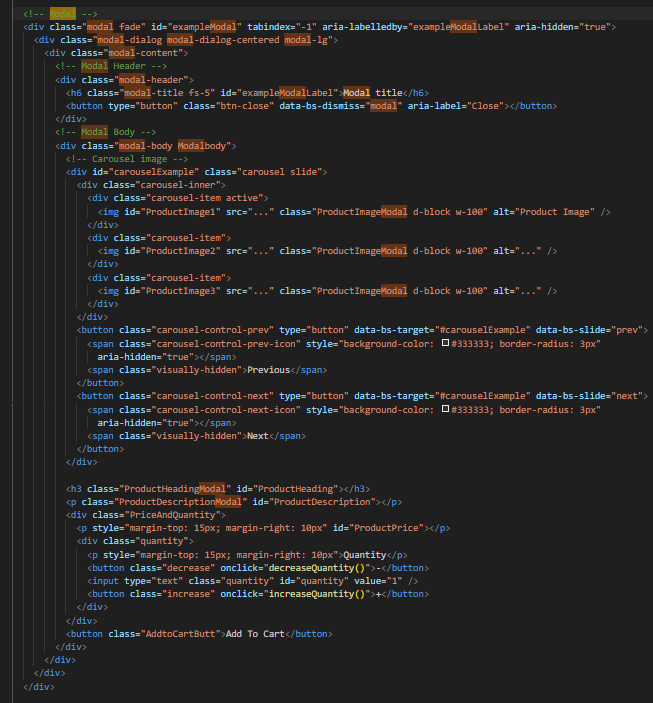 <!-- Modal -->
<div class="modal fade" id="exampleModal" tabindex="-1" aria-labelledby="exampleModalLabel" aria-hidden="true">
<div class="modal-dialog modal-dialog-centered modal-lg">
<div class="modal-content">
<!-- Modal Header -->
<div class="modal-header">
<h6 class="modal-title fs-5" id="exampleModalLabel">Modal title</h6>
<button type="button" class="btn-close" data-bs-dismiss="modal" aria-label="Close"></button>
</div>
<!-- Modal Body -->
<div class="modal-body Modalbody">
<!-- Carousel image -->
<div id="carouselExample" class="carousel slide">
<div class="carousel-inner">
<div class="carousel-item active">
<img id="ProductImage1" src="..." class="ProductImageModal d-block w-100" alt="Product Image" />
</div>
<div class="carousel-item">
<img id="ProductImage2" src="..." class="ProductImageModal d-block w-100" alt="..." />
</div>
<div class="carousel-item">
<img id="ProductImage3" src="..." class="ProductImageModal d-block w-100" alt="..." />
</div>
</div>
<button class="carousel-control-prev" type="button" data-bs-target="#carouselExample" data-bs-slide="prev">
<span class="carousel-control-prev-icon" style="background-color: #333333; border-radius: 3px"
aria-hidden="true"></span>
<span class="visually-hidden">Previous</span>
</button>
<button class="carousel-control-next" type="button" data-bs-target="#carouselExample" data-bs-slide="next">
<span class="carousel-control-next-icon" style="background-color: #333333; border-radius: 3px"
aria-hidden="true"></span>
<span class="visually-hidden">Next</span>
</button>
</div>
<h3 class="ProductHeadingModal" id="ProductHeading"></h3>
<p class="ProductDescriptionModal" id="ProductDescription"></p>
<div class="PriceAndQuantity">
<p style="margin-top: 15px; margin-right: 10px" id="ProductPrice"></p>
<div class="quantity">
<p style="margin-top: 15px; margin-right: 10px">Quantity</p>
<button class="decrease" onclick="decreaseQuantity()">-</button>
<input type="text" class="quantity" id="quantity" value="1" />
<button class="increase" onclick="increaseQuantity()">+</button>
</div>
</div>
<button class="AddtoCartButt">Add To Cart</button>
</div>
</div>
</div>
</div>